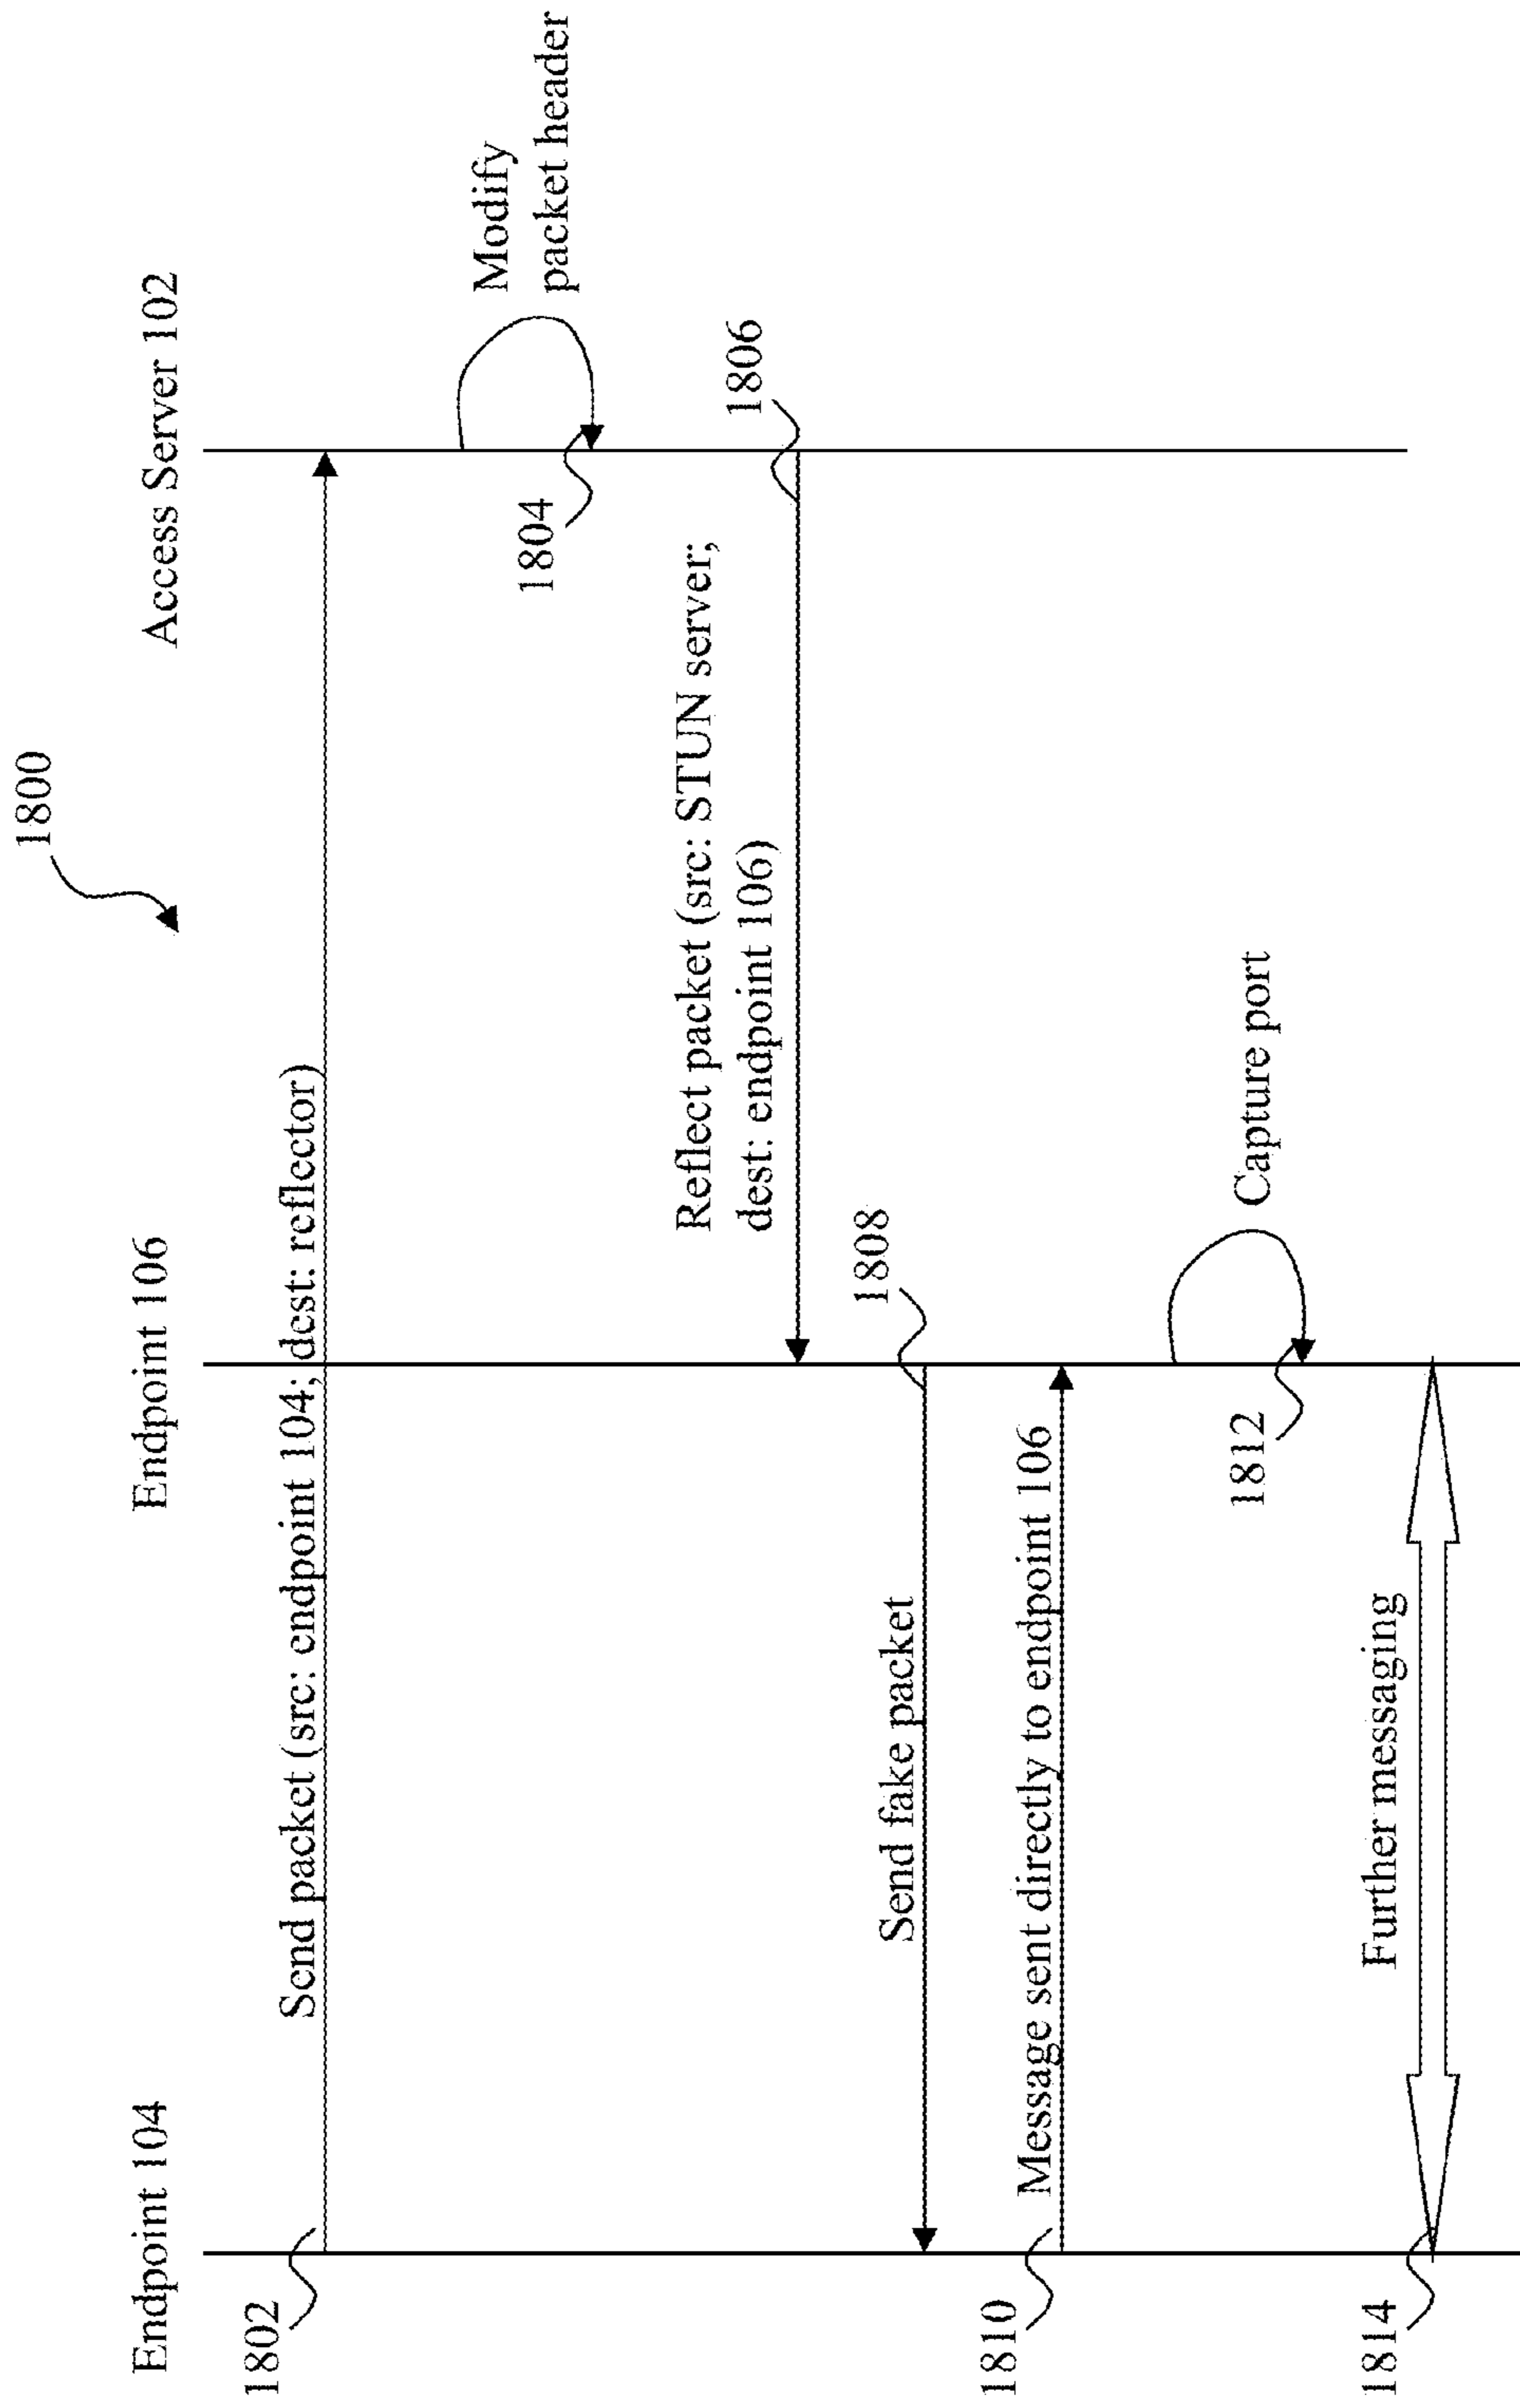 1800
Endpoint 104
Endpoint 106
Access Server 102
1802
Send packet (src: endpoint 104; dest: reflector)
Modify
packet header
1804
Reflect packet (src: STUN server;
dest: endpoint 106)
1806
1808
Send fake packet
1810
Message sent directly to endpoint 106
Capture port
1812
1814
Further messaging